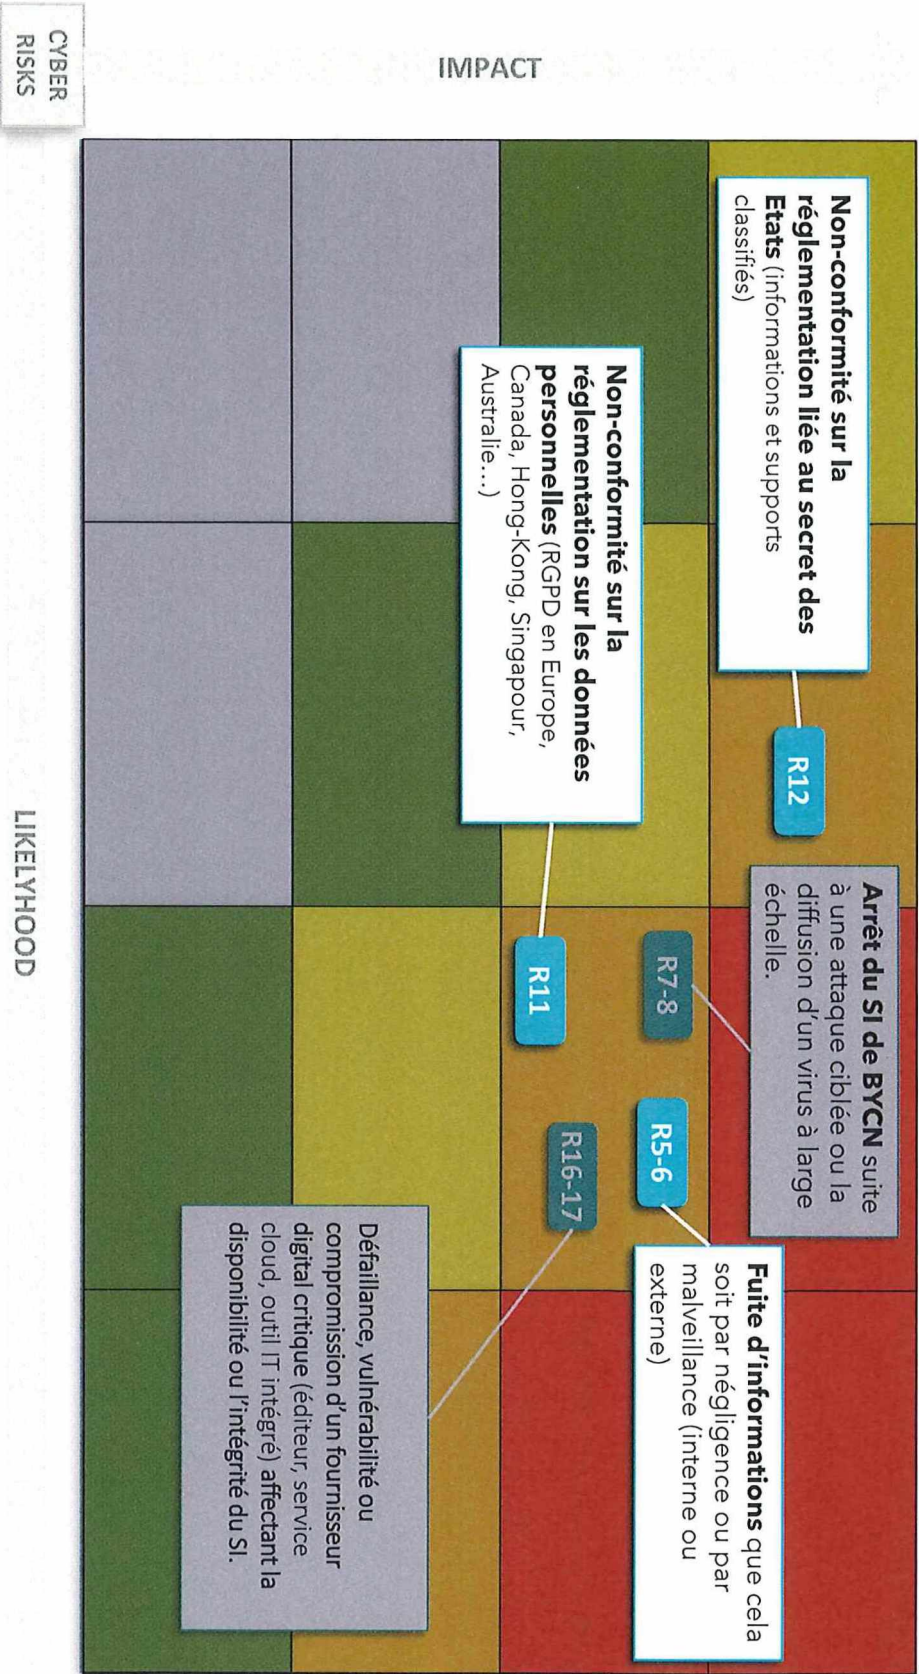 IMPACT
Non-conformité sur la
réglementation liée au secret des
Etats (informations et supports
classifiés)
R12
Arrêt du SI de BYCN suite
à une attaque ciblée ou la
diffusion d'un virus à large
échelle.
Fuite d'informations que cela
soit par négligence ou par
malveillance (interne ou
externe)
R7-8
R5-6
Non-conformité sur la
réglementation sur les données
personnelles (RGPD en Europe,
Canada, Hong-Kong, Singapour,
Australie...)
R11
R16-17
Défaillance, vulnérabilité ou
compromission d'un fournisseur
digital critique (éditeur, service
cloud, outil IT intégré) affectant la
disponibilité ou l'intégrité du SI.
CYBER
RISKS
LIKELYHOOD